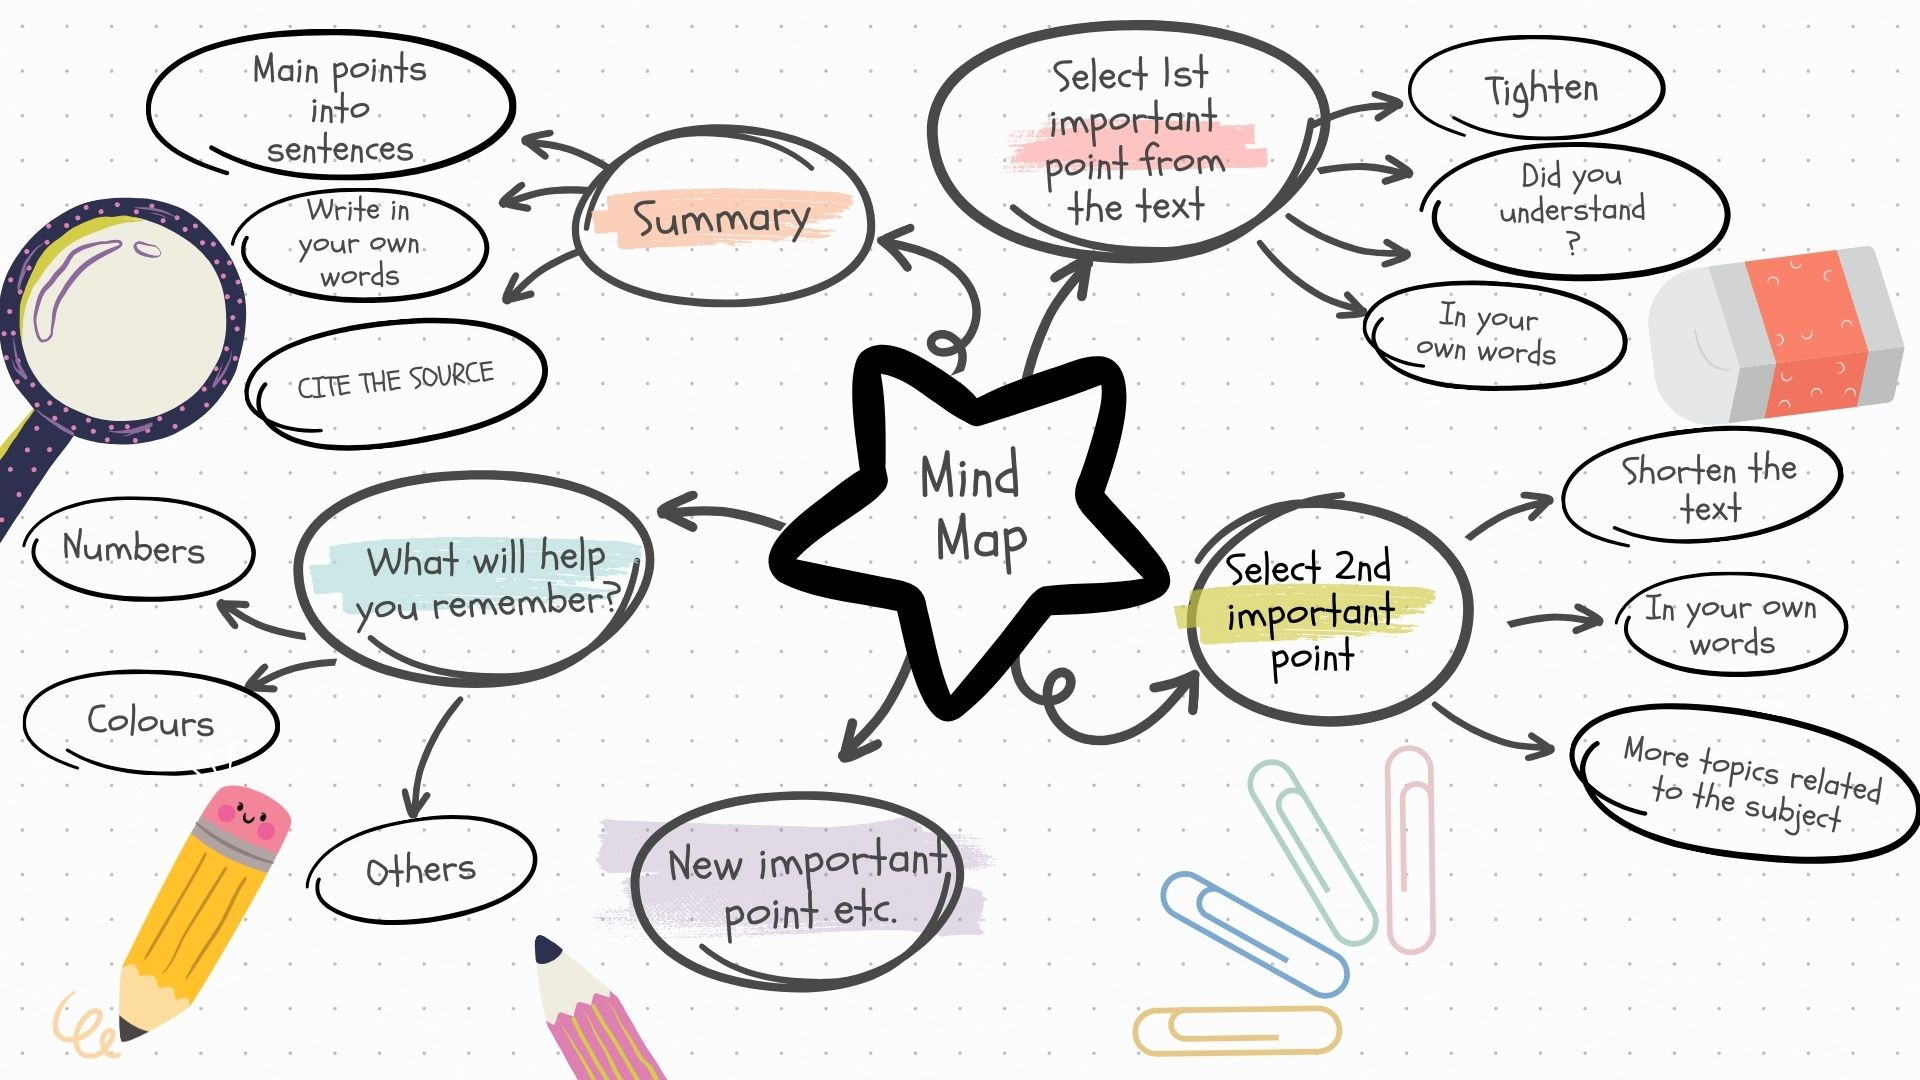 Main points
into
sentences
Write in
your own
words
CITE THE SOURCE
Summary
Select 1st
important
point from
the text
Tighten
Did you
understand
?
In your
own words
Mind
Map
What will help
you remember?
Numbers
Colours
Others
New important
point etc.
Select 2nd
important
point
Shorten the
text
In your own
words
More topics related
to the subject